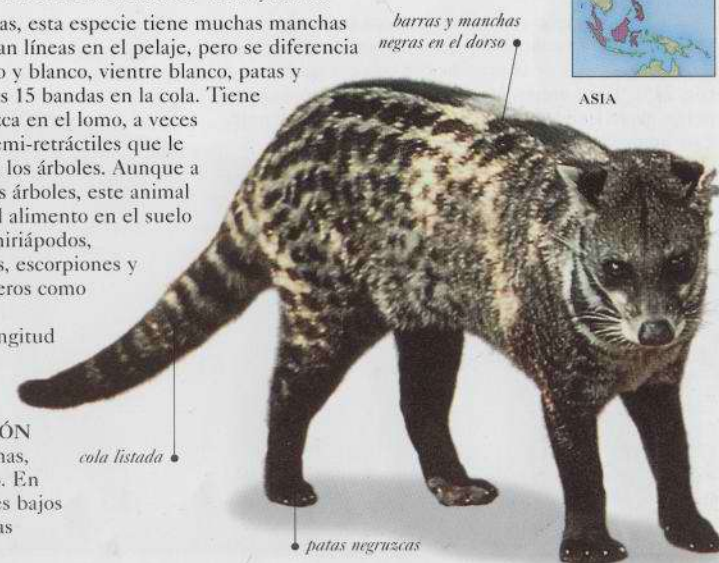 as, esta especie tiene muchas manchas
an líneas en el pelaje, pero se diferencia
o y blanco, vientre blanco, patas y
s 15 bandas en la cola. Tiene
ca en el lomo, a veces
emi-retráctiles que le
los árboles. Aunque a
s árboles, este animal
l alimento en el suelo
iriápodos,
s, escorpiones y
eros como
ngitud
ÓN
nas,
o. En
es bajos
as
barras y manchas
negras en el dorso
ASIA
cola listada
patas negruzcas